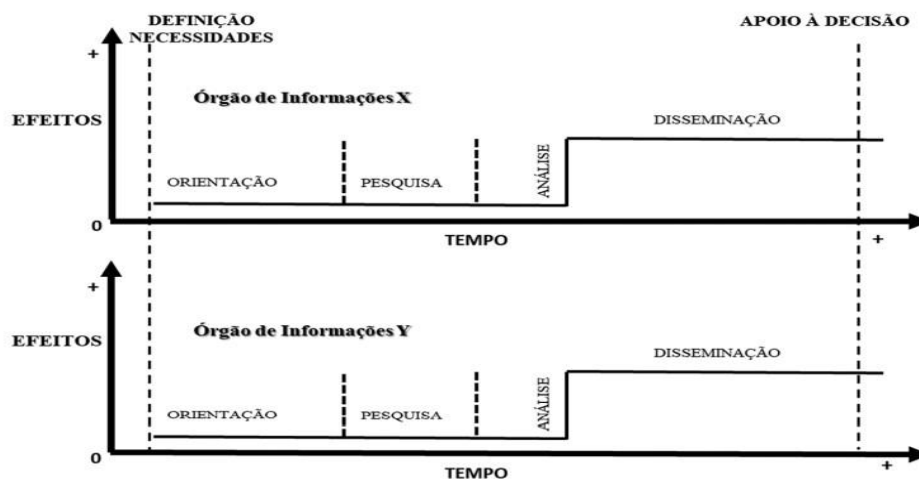 DEFINIÇÃO
NECESSIDADES
APOIO À DECISÃO
+
Órgão de Informações X
EFEITOS
DISSEMINAÇÃO
ORIENTAÇÃO
PESQUISA
ANÁLISE
0
TEMPO
+
+
Órgão de Informações Y
EFEITOS
DISSEMINAÇÃO
ORIENTAÇÃO
PESQUISA
ANÁLISE
0
TEMPO
+